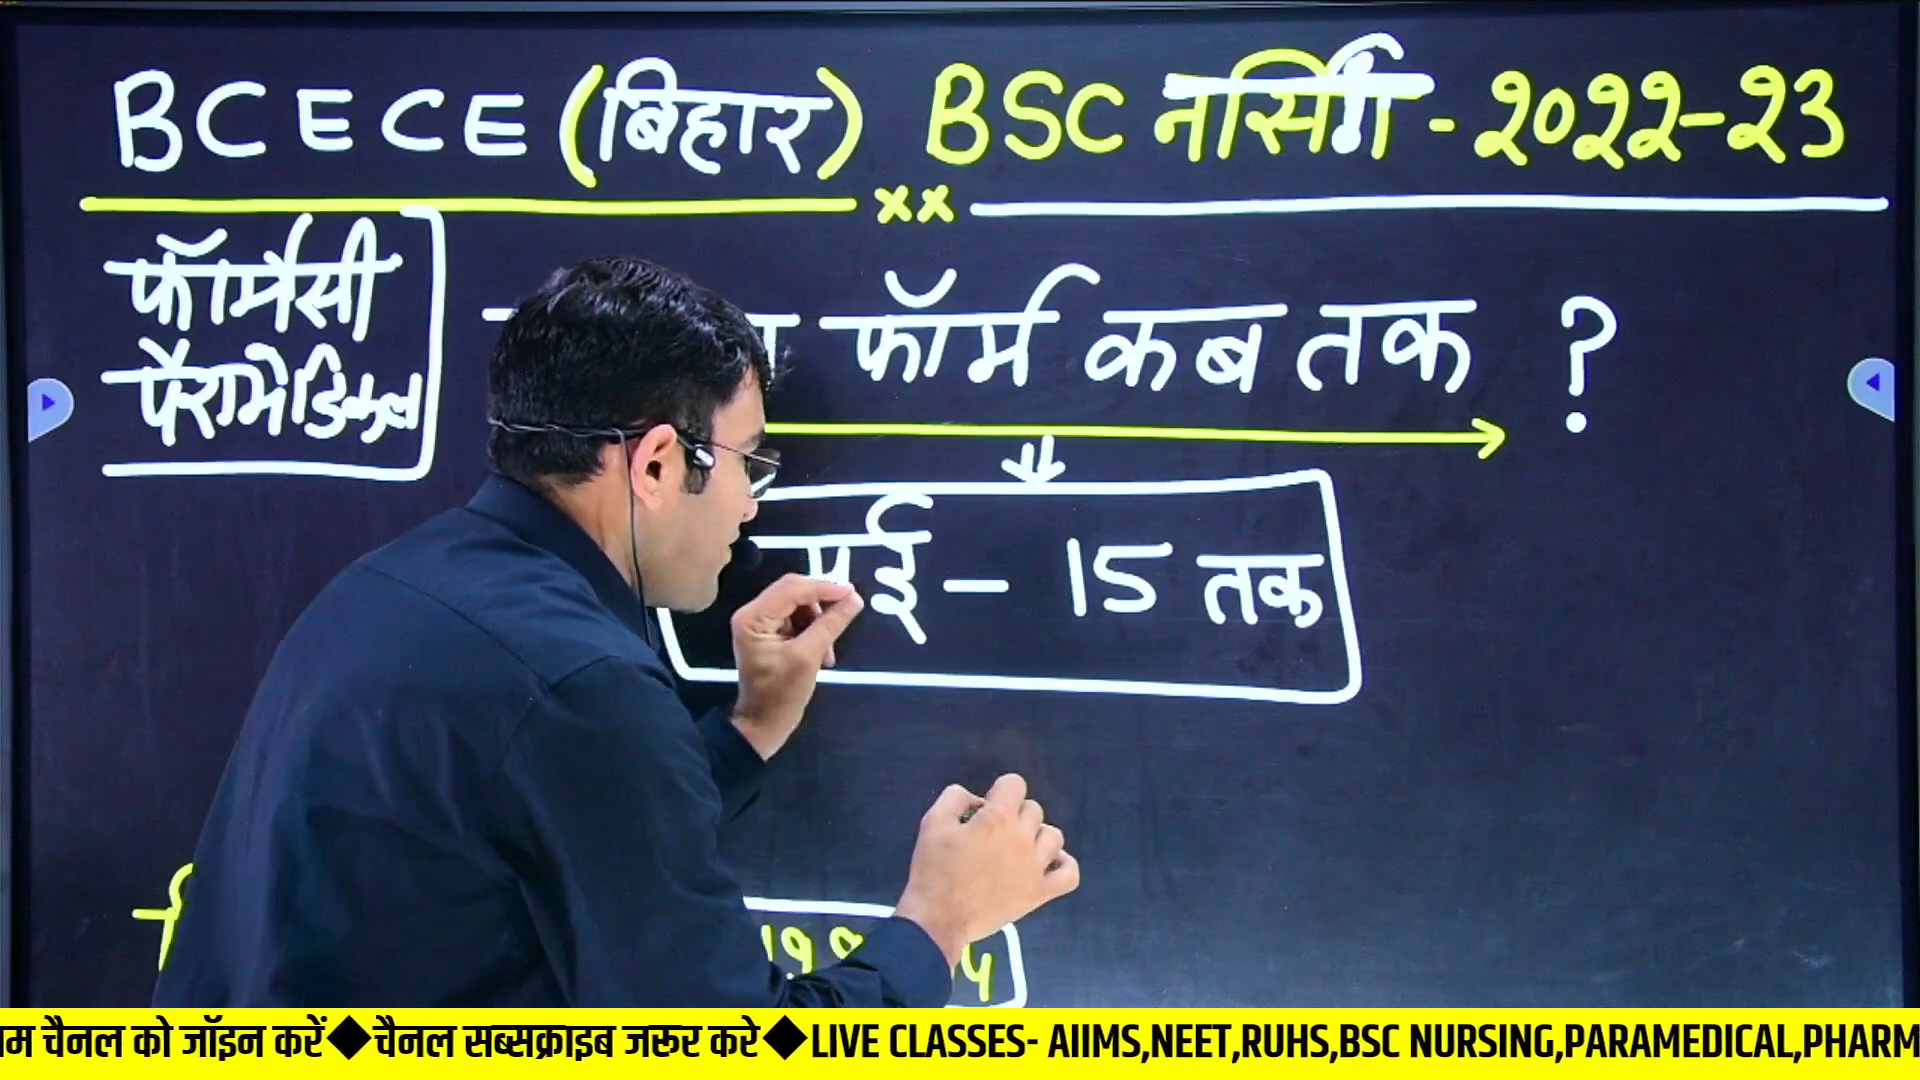 BCECE (बिहार) BSC नर्सिंग - 2022-23
××
फॉर्मेसी
पैरामेडिकल
फॉर्म कब तक ?
मई - 15 तक
चैनल को जॉइन करें◆चैनल सब्सक्राइब जरूर करे◆LIVE CLASSES- AIIMS,NEET,RUHS,BSC NURSING,PARAMEDICAL,PHARM